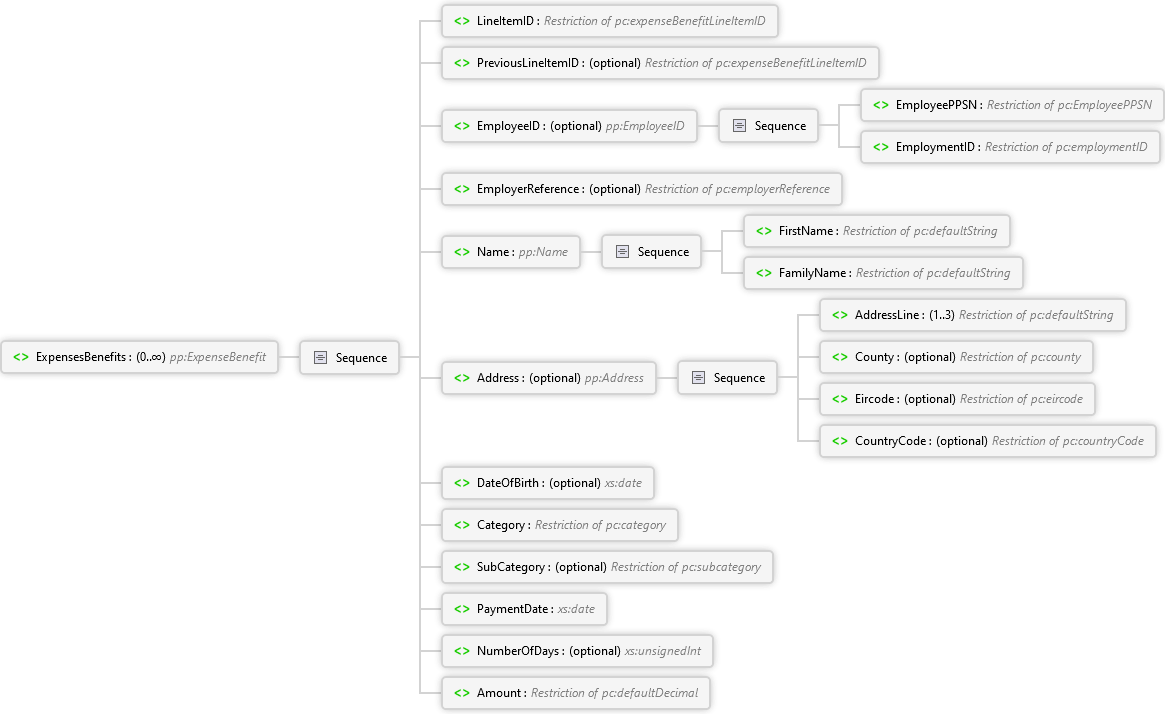 <> LineItemID : Restriction of pc:expenseBenefitLineItemID
<> PreviousLineItemID : (optional) Restriction of pc:expenseBenefitLineItemID
<> EmployeePPSN : Restriction of pc:EmployeePPSN
<> EmployeeID : (optional) pp:EmployeeID
Sequence
<> EmploymentID : Restriction of pc:employmentID
<> EmployerReference : (optional) Restriction of pc:employerReference
<> FirstName : Restriction of pc:defaultString
<> Name : pp:Name
Sequence
<> FamilyName : Restriction of pc:defaultString
<> AddressLine : (1..3) Restriction of pc:defaultString
<> ExpensesBenefits : (0..∞) pp:ExpenseBenefit
Sequence
<> County : (optional) Restriction of pc:county
<> Address : (optional) pp:Address
Sequence
<> Eircode : (optional) Restriction of pc:eircode
<> CountryCode : (optional) Restriction of pc:countryCode
<> DateOfBirth : (optional) xs:date
<> Category : Restriction of pc:category
<> SubCategory : (optional) Restriction of pc:subcategory
<> PaymentDate : xs:date
<> NumberOfDays : (optional) xs:unsignedInt
<> Amount : Restriction of pc:defaultDecimal